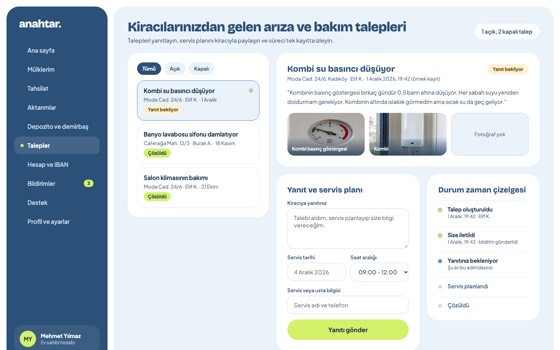 anahtar.
Ana sayfa
Mülklerim
Tahsilat
Aktarımlar
Depozito ve demirbaş
Talepler
Hesap ve IBAN
Bildirimler 3
Destek
Profil ve ayarlar
MY
Mehmet Yılmaz
Ev sahibi hesabı
Kiracılarınızdan gelen arıza ve bakım talepleri
Talepleri yanıtlayın, servis planını kiracıyla paylaşın ve süreci tek kayıtta izleyin.
1 açık, 2 kapalı talep
Tümü Açık Kapalı
Kombi su basıncı düşüyor
Moda Cad. 24/6 · Elif K. · 1 Aralık
Yanıt bekliyor
Banyo lavabosu sifonu damlatıyor
Caferağa Mah. 12/3 · Burak A. · 18 Kasım
Çözüldü
Salon klimasının bakımı
Moda Cad. 24/6 · Elif K. · 21 Ekim
Çözüldü
Kombi su basıncı düşüyor
Moda Cad. 24/6, Kadıköy · Elif K. · 1 Aralık 2026, 19:42 (örnek kayıt)
Yanıt bekliyor
"Kombinin basınç göstergesi birkaç gündür 0,5 barın altına düşüyor. Her sabah suyu yeniden
dolduruyorum gerekiyor. Kombinin altında ıslaklık görmedim ama sıcak su da geç geliyor."
Kombi basınç göstergesi
Kombi
Fotoğraf yok
Yanıt ve servis planı
Kiracıya yanıtınız
Talebi aldım, servis planlayıp size bilgi
vereceğim.
Servis tarihi
Saat aralığı
4 Aralık 2026
09:00 - 12:00
Servis veya usta bilgisi
Servis adı ve telefon
Yanıtı gönder
Durum zaman çizelgesi
Talep oluşturuldu
1 Aralık, 19:42 · Elif K.
Size iletildi
1 Aralık, 19:43 · bildirim gönderildi
Yanıtınız bekleniyor
Şu an bu adımdasınız
Servis planlandı
Çözüldü